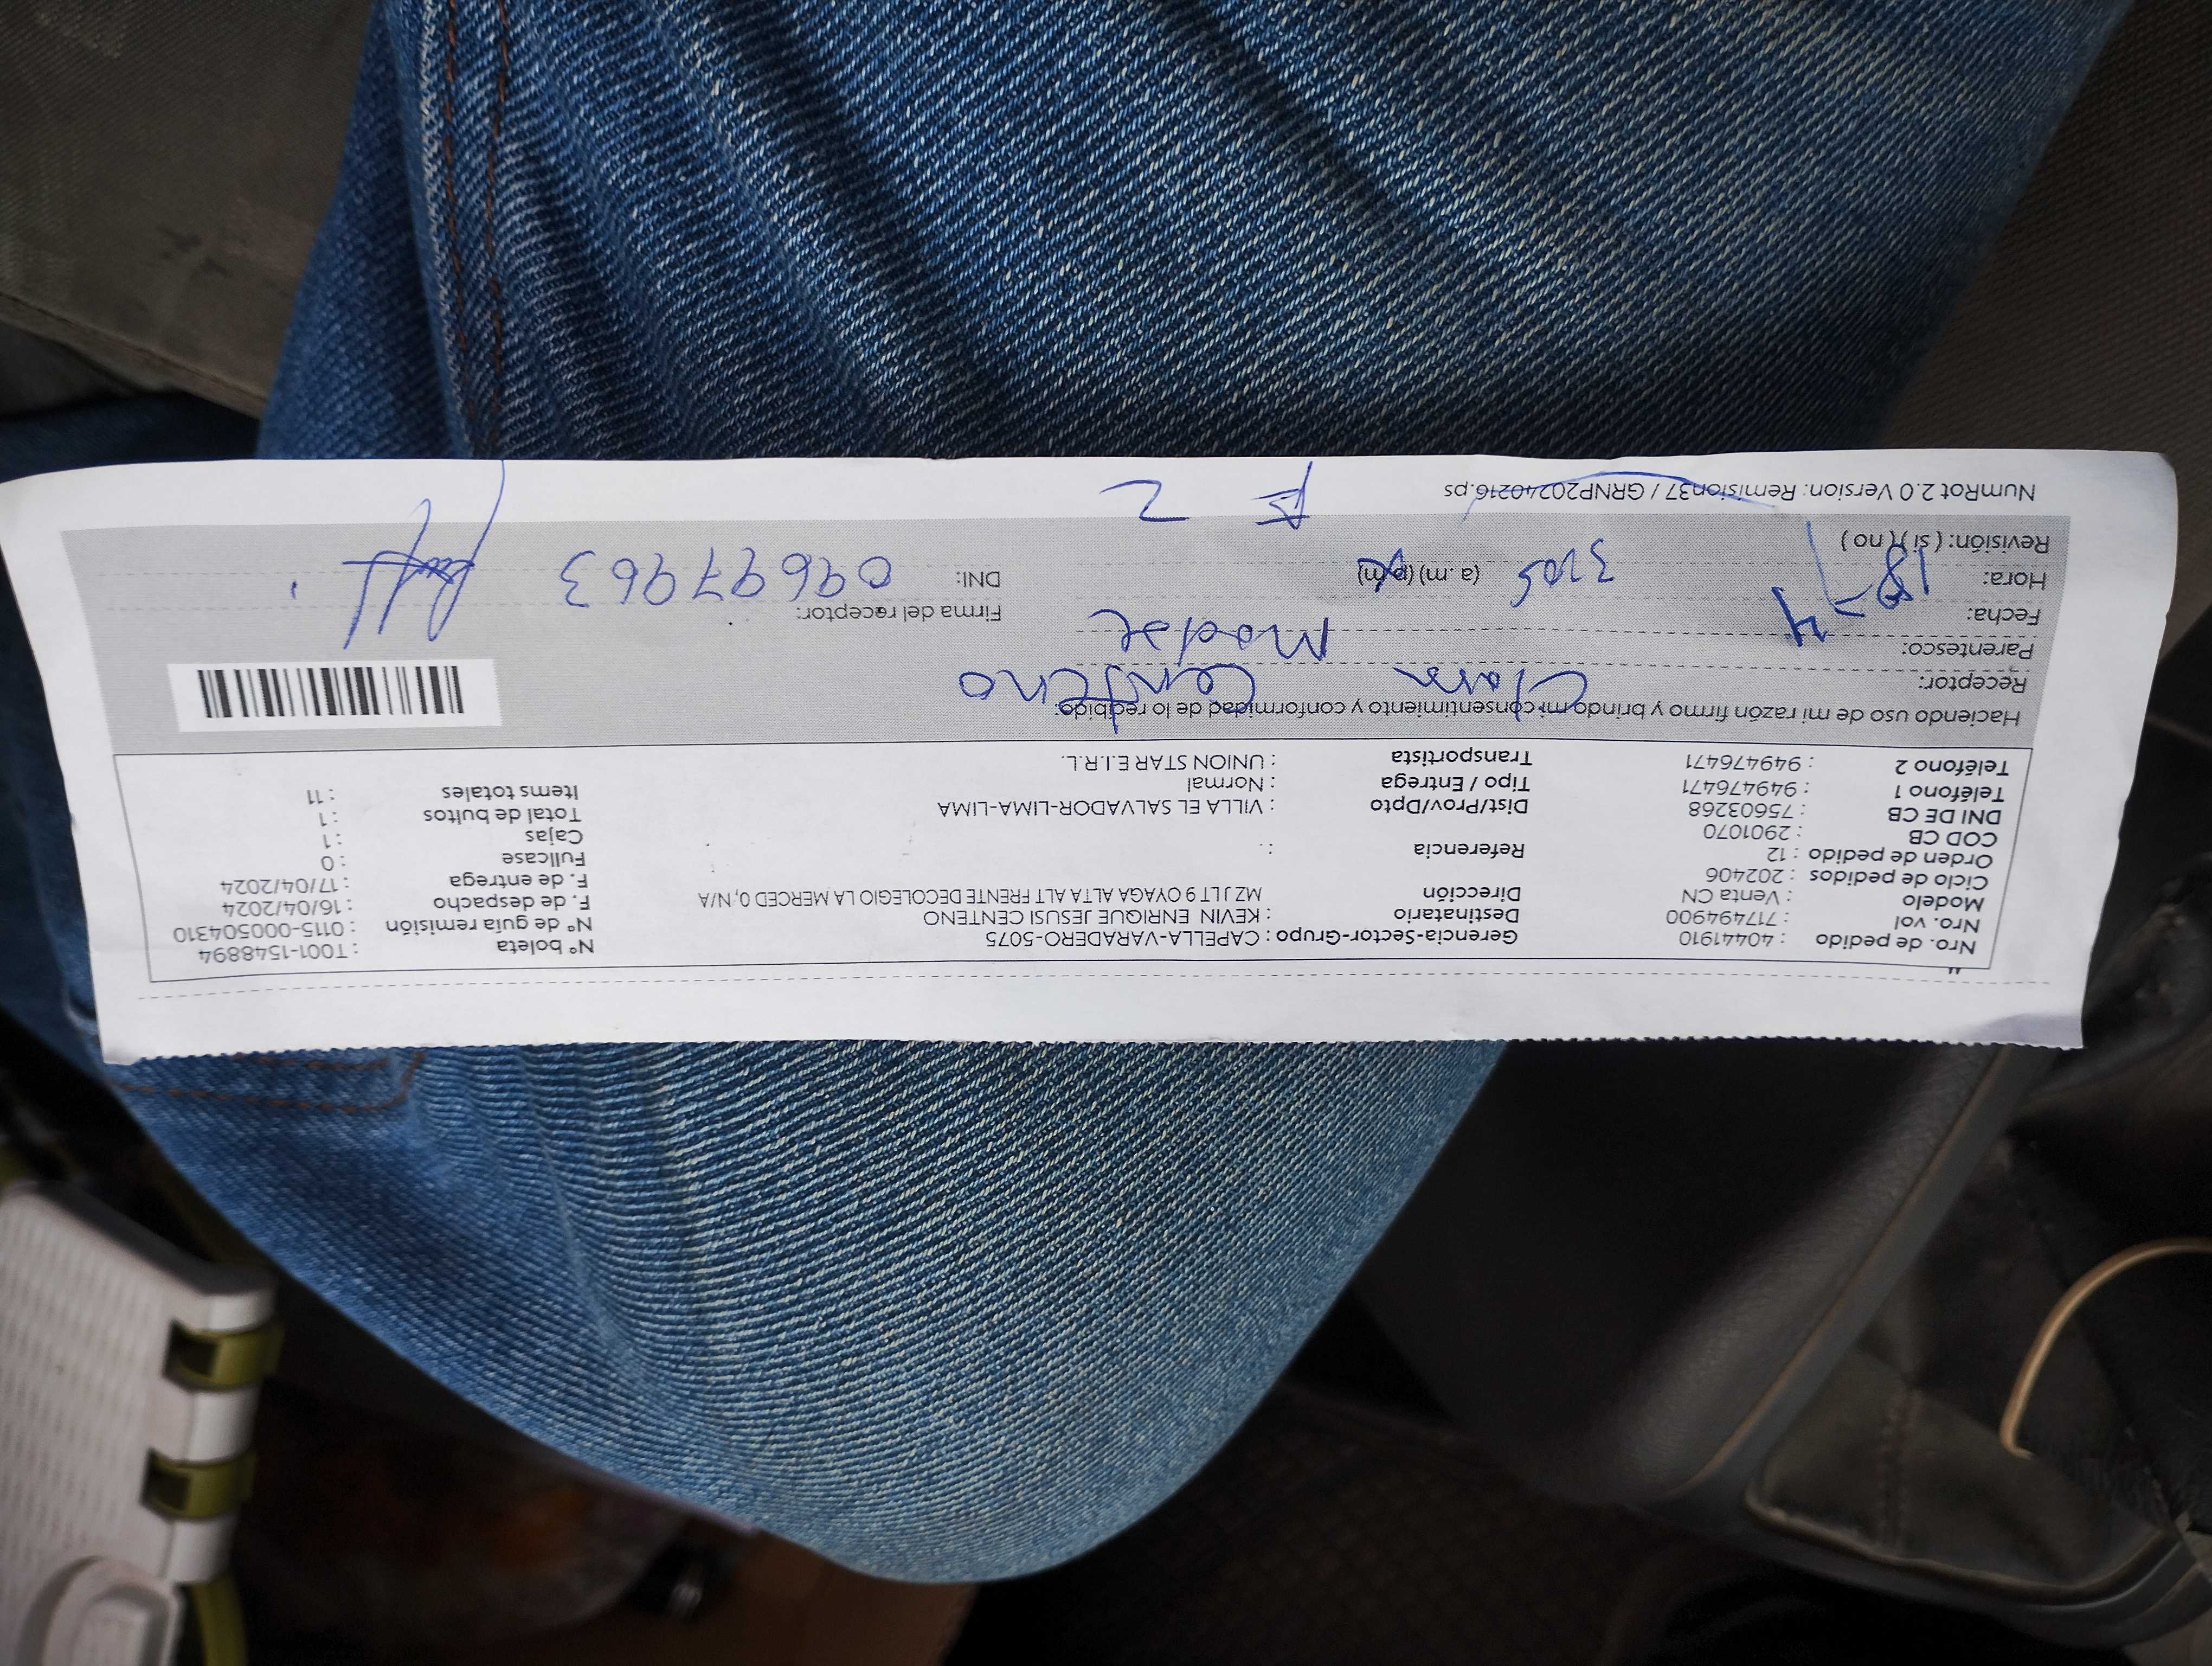 Nro. de pedido : 40441910 Gerencia-Sector-Grupo : CAPELLA-VARADERO-5075 N° boleta : T001-1548894
Nro. vol : 717494900 Destinatario : KEVIN ENRIQUE JESUSI CENTENO N° de guía remisión : 0115-000504310
Modelo : Venta CN Dirección MZ J LT 9 OYAGA ALTA ALT FRENTE DECOLEGIO LA MERCED 0, N/A F. de despacho : 16/04/2024
Ciclo de pedidos : 202406 F. de entrega : 17/04/2024
Orden de pedido : 12 Referencia : . Fullcase : 0
COD CB : 2901070 Cajas : 1
DNI DE CB : 75603268 Dist/Prov/Dpto : VILLA EL SALVADOR-LIMA-LIMA Total de bultos : 1
Teléfono 1 : 949476471 Tipo / Entrega : Normal Items totales : 11
Teléfono 2 : 949476471 Transportista : UNION STAR E.I.R.L.
Haciendo uso de mi razón firmo y brindo mi consentimiento y conformidad de lo recibido:
Receptor: Clara Centeno
Parentesco: Madre
Fecha: 18-4 Firma del receptor:
Hora: 3:05 (a. m) (p/m) DNI: 09697963
Revisión: ( si ) ( no )
NumRot 2.0 Version: Remision37 / GRNP20240216.ps